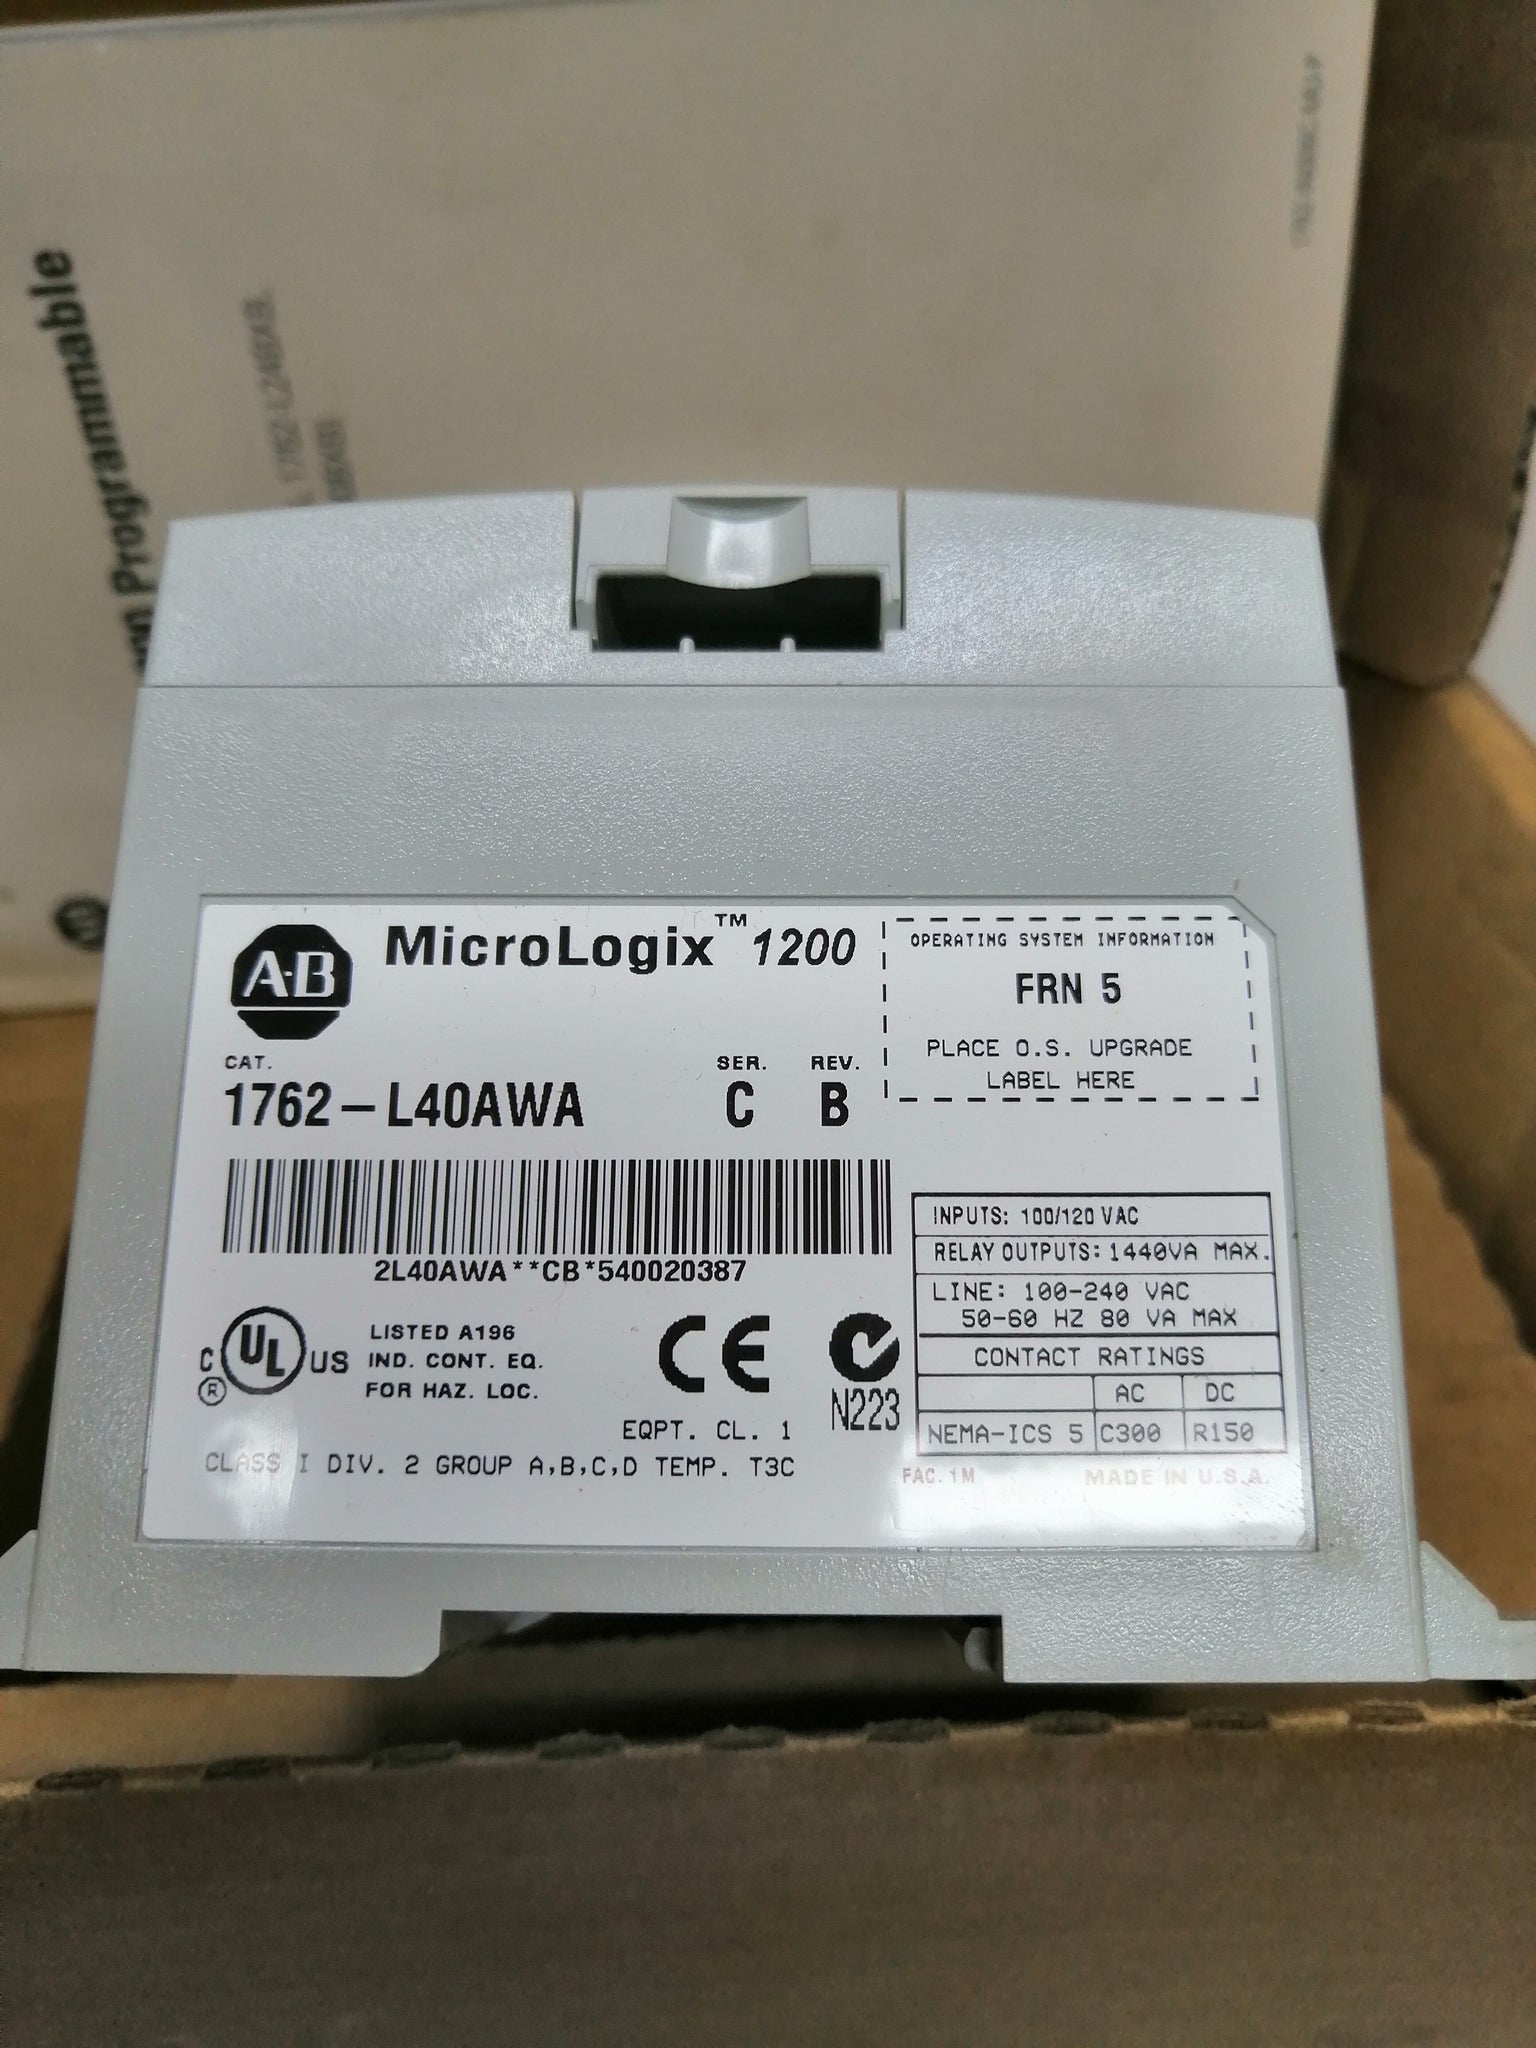 Programmable
1762-L24BXB,
A-B
MicroLogix™ 1200
CAT.
SER.
REV.
1762-L40AWA
C
B
2L40AWA**CB*540020387
OPERATING SYSTEM INFORMATION
FRN 5
PLACE O.S. UPGRADE
LABEL HERE
INPUTS: 100/120 VAC
RELAY OUTPUTS: 1440VA MAX.
LINE: 100-240 VAC
50-60 HZ 80 VA MAX
CONTACT RATINGS
AC DC
NEMA-ICS 5 C300 R150
C UL US
®
LISTED A196
IND. CONT. EQ.
FOR HAZ. LOC.
CE
N223
EQPT. CL. 1
CLASS I DIV. 2 GROUP A,B,C,D TEMP. T3C
FAC. 1M
MADE IN U.S.A.